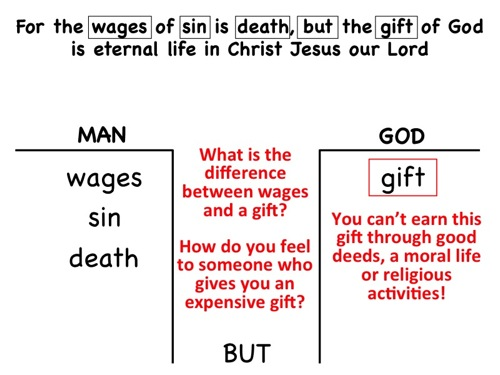 For the wages of sin is death, but the gift of God
is eternal life in Christ Jesus our Lord
MAN
wages
sin
death
What is the
difference
between wages
and a gift?
How do you feel
to someone who
gives you an
expensive gift?
BUT
GOD
gift
You can't earn this
gift through good
deeds, a moral life
or religious
activities!